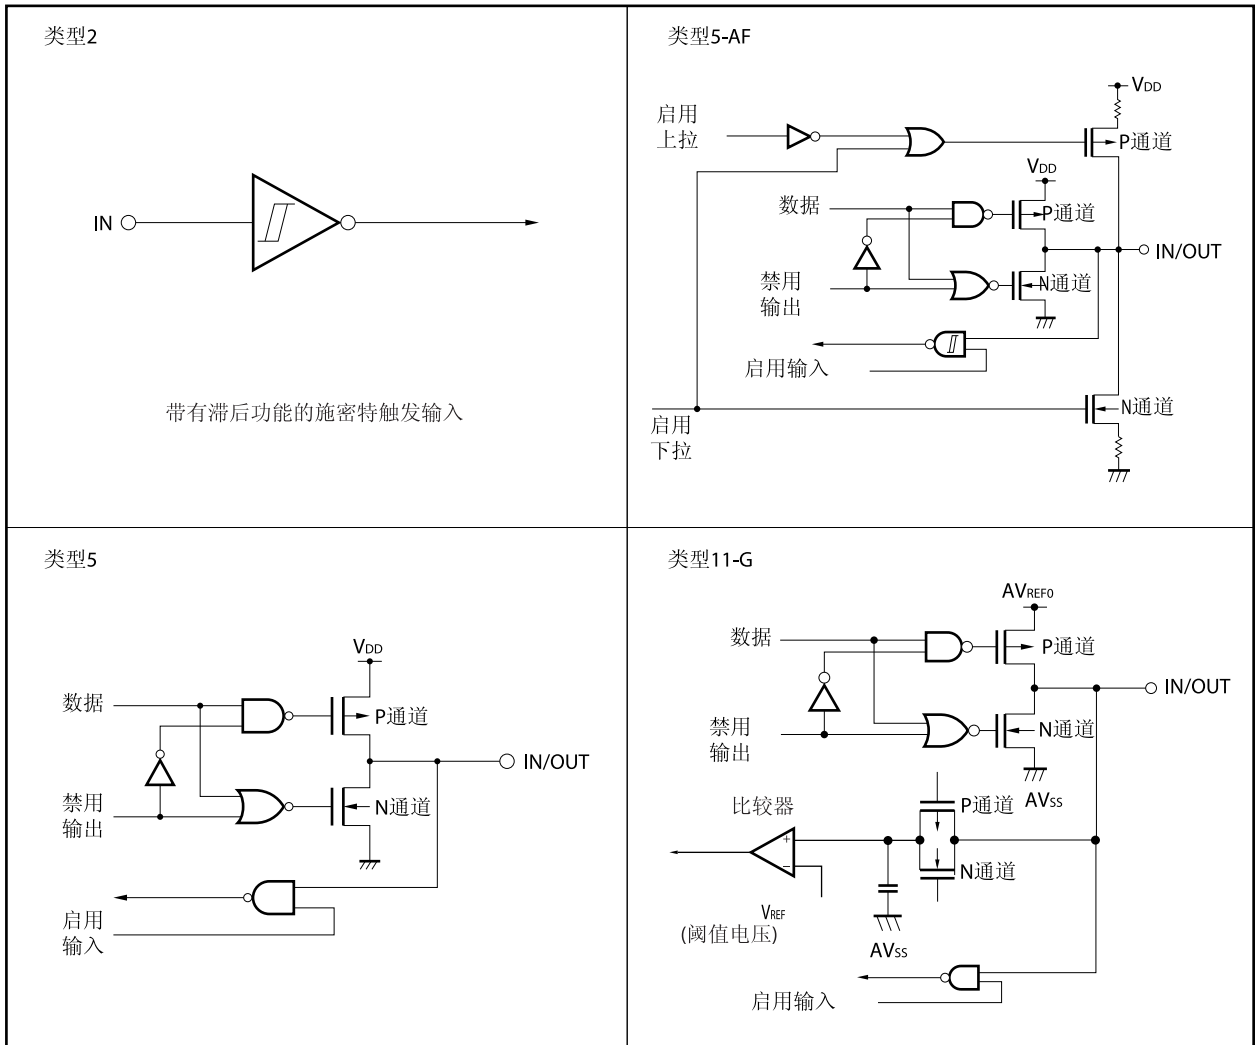 类型2
IN
带有滞后功能的施密特触发输入
类型5-AF
VDD
启用
上拉
P通道
VDD
数据
P通道
IN/OUT
禁用
输出
N通道
启用输入
N通道
启用
下拉
类型5
VDD
数据
P通道
IN/OUT
禁用
输出
N通道
启用
输入
类型11-G
AVREF0
数据
P通道
IN/OUT
禁用
输出
N通道
AVSS
比较器
P通道
+
−
N通道
VREF
(阈值电压)
AVSS
启用输入